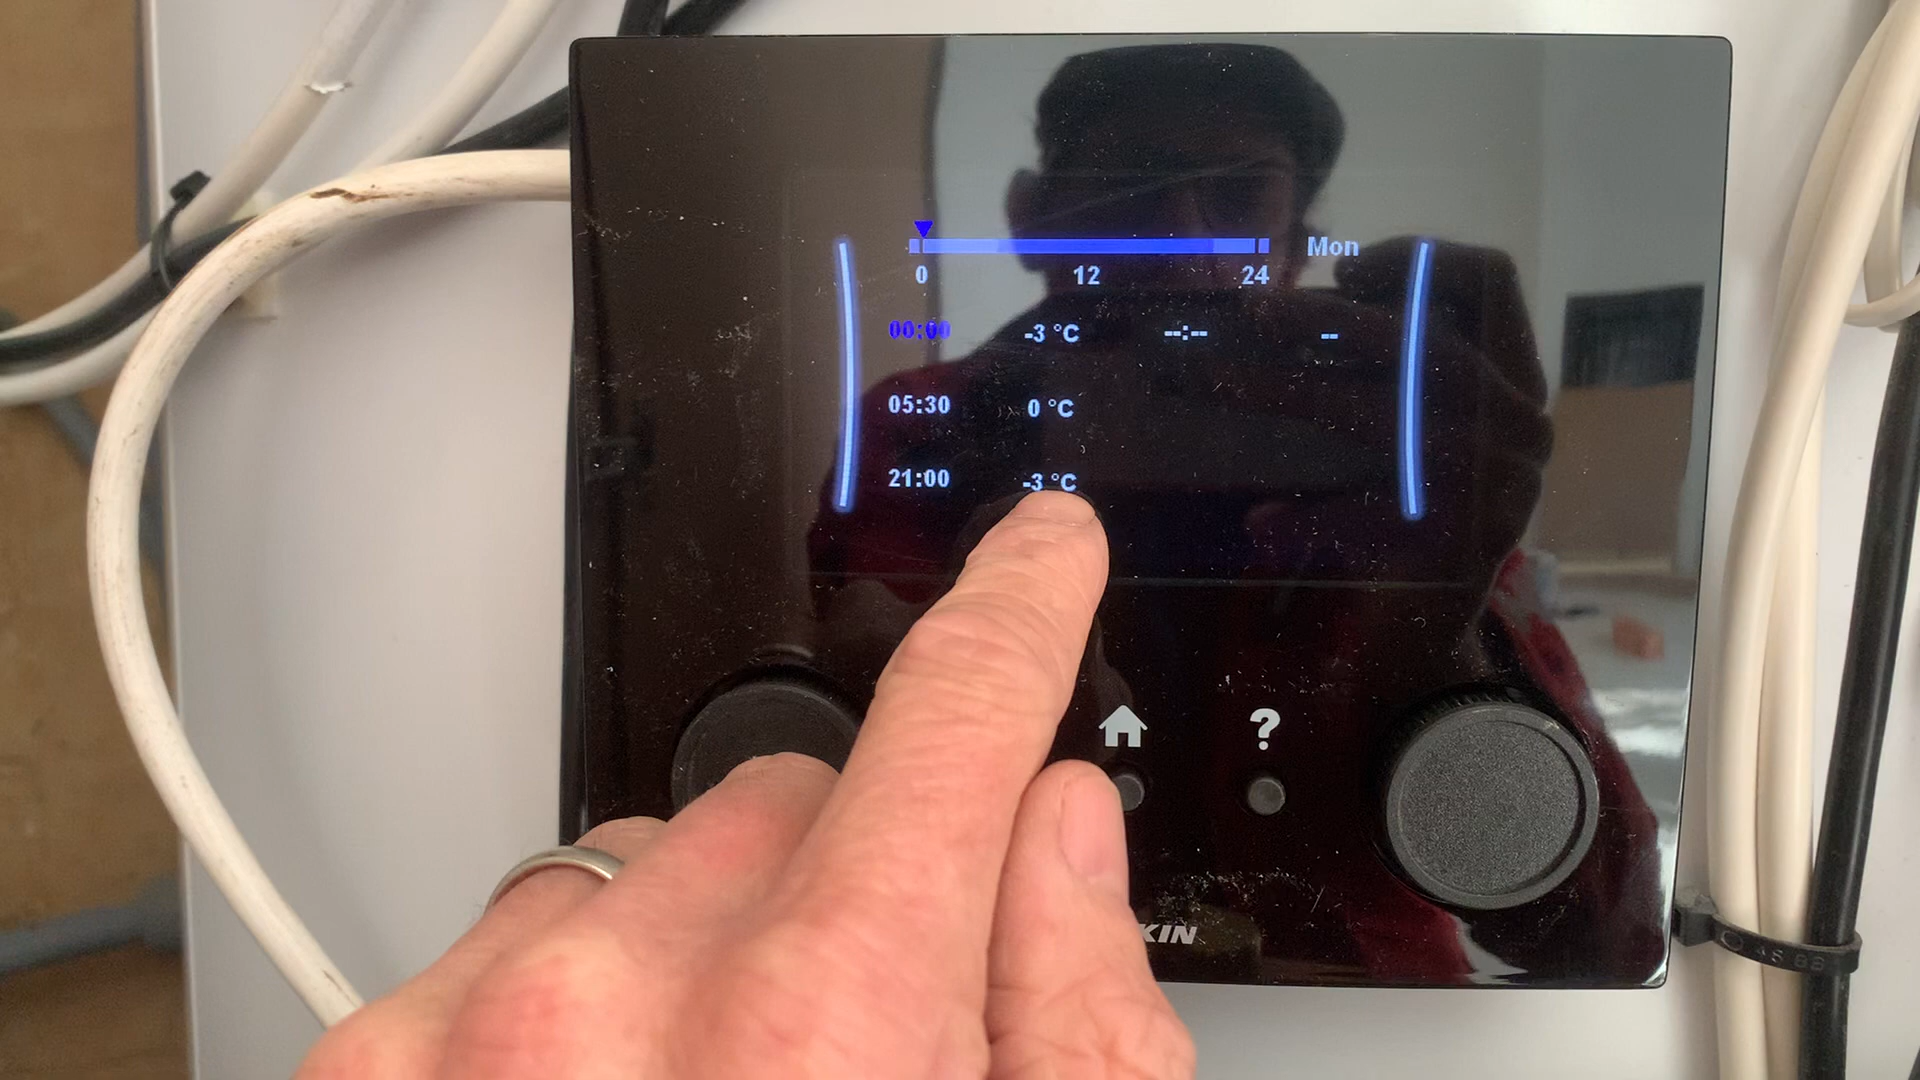 Mon
0 12 24
00:00 -3 °C --:-- --
05:30 0 °C
21:00 -3 °C
?
KIN